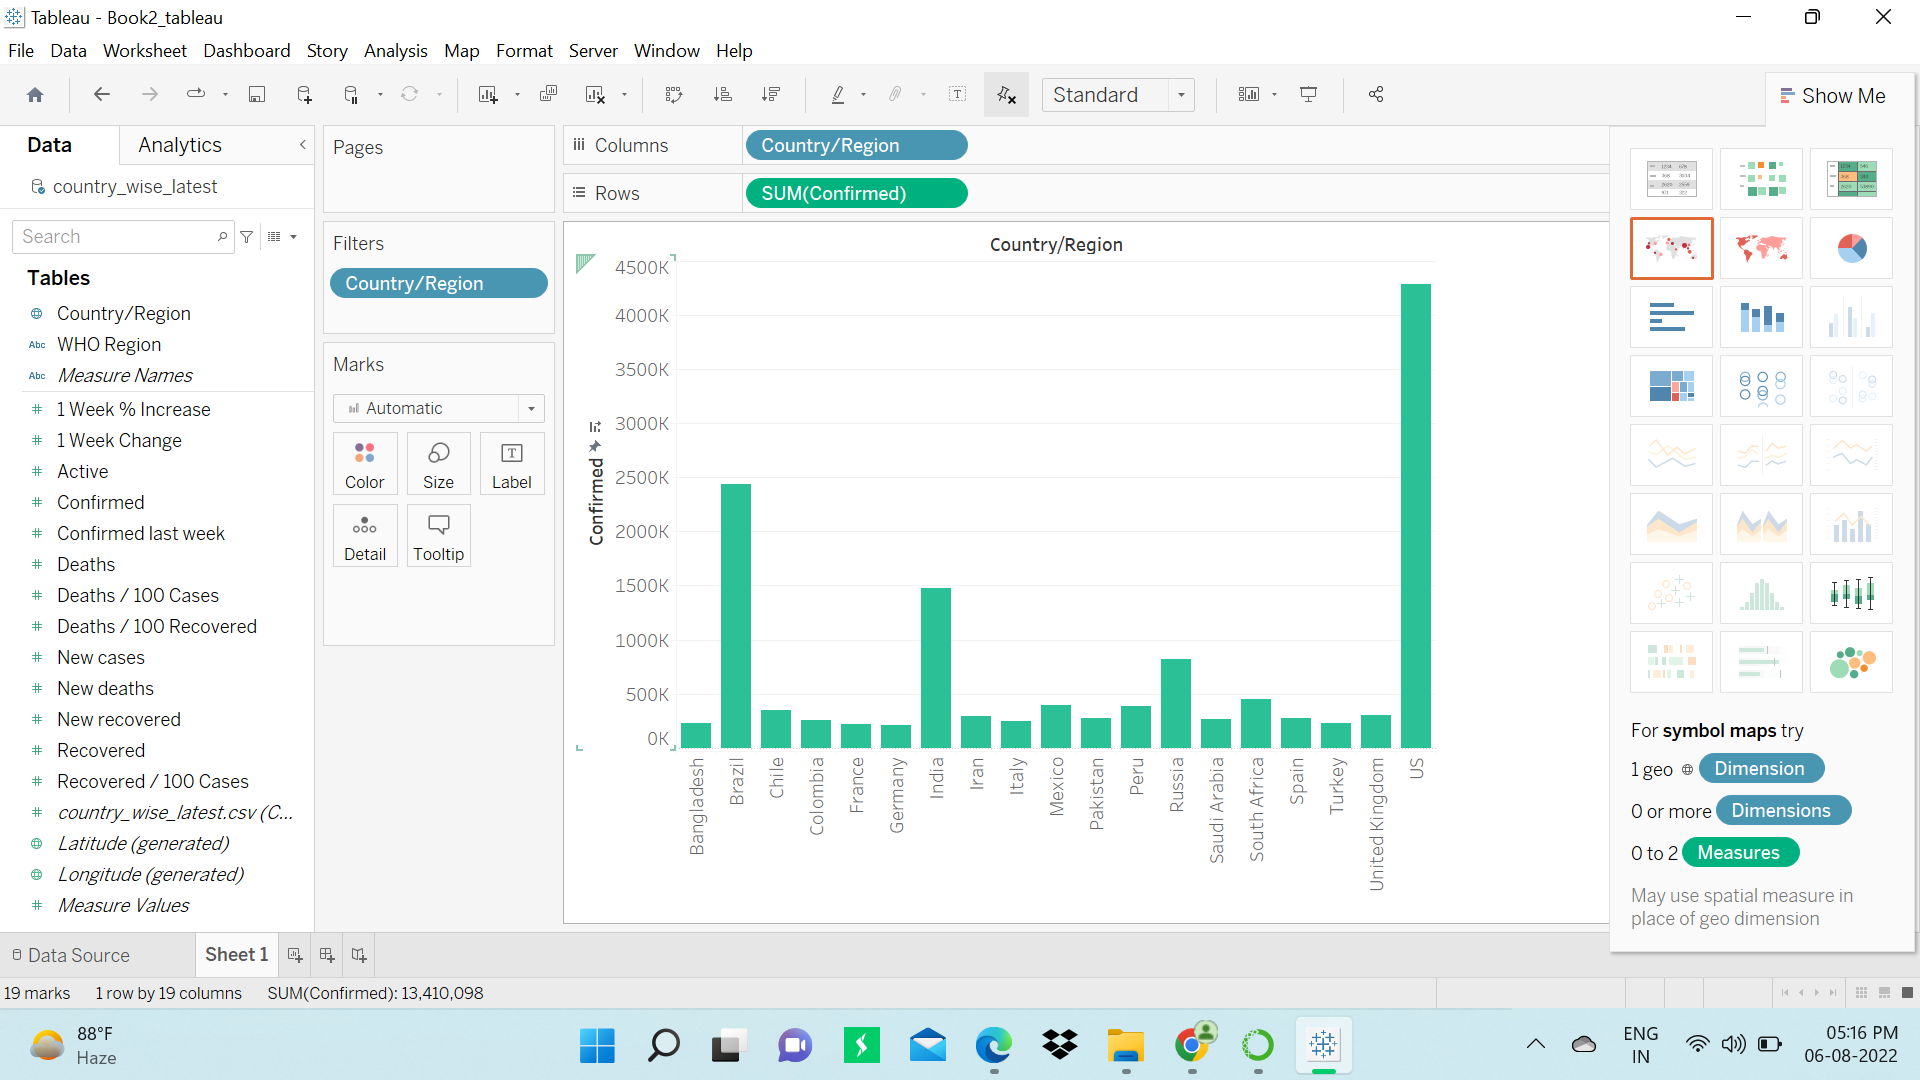 Tableau - Book2_tableau
File Data Worksheet Dashboard Story Analysis Map Format Server Window Help
Standard
Show Me
Data
Analytics
country_wise_latest
Search
Tables
Country/Region
Abc WHO Region
Abc Measure Names
1 Week % Increase
1 Week Change
Active
Confirmed
Confirmed last week
Deaths
Deaths / 100 Cases
Deaths / 100 Recovered
New cases
New deaths
New recovered
Recovered
Recovered / 100 Cases
country_wise_latest.csv (C...
Latitude (generated)
Longitude (generated)
Measure Values
Pages
Filters
Country/Region
Marks
Automatic
Color
Size
Label
Detail
Tooltip
Columns
Country/Region
Rows
SUM(Confirmed)
Country/Region
Confirmed
4500K
4000K
3500K
3000K
2500K
2000K
1500K
1000K
500K
0K
Bangladesh
Brazil
Chile
Colombia
France
Germany
India
Iran
Italy
Mexico
Pakistan
Peru
Russia
Saudi Arabia
South Africa
Spain
Turkey
United Kingdom
US
For symbol maps try
1 geo Dimension
0 or more Dimensions
0 to 2 Measures
May use spatial measure in
place of geo dimension
Data Source
Sheet 1
19 marks 1 row by 19 columns SUM(Confirmed): 13,410,098
88°F
Haze
ENG
IN
05:16 PM
06-08-2022